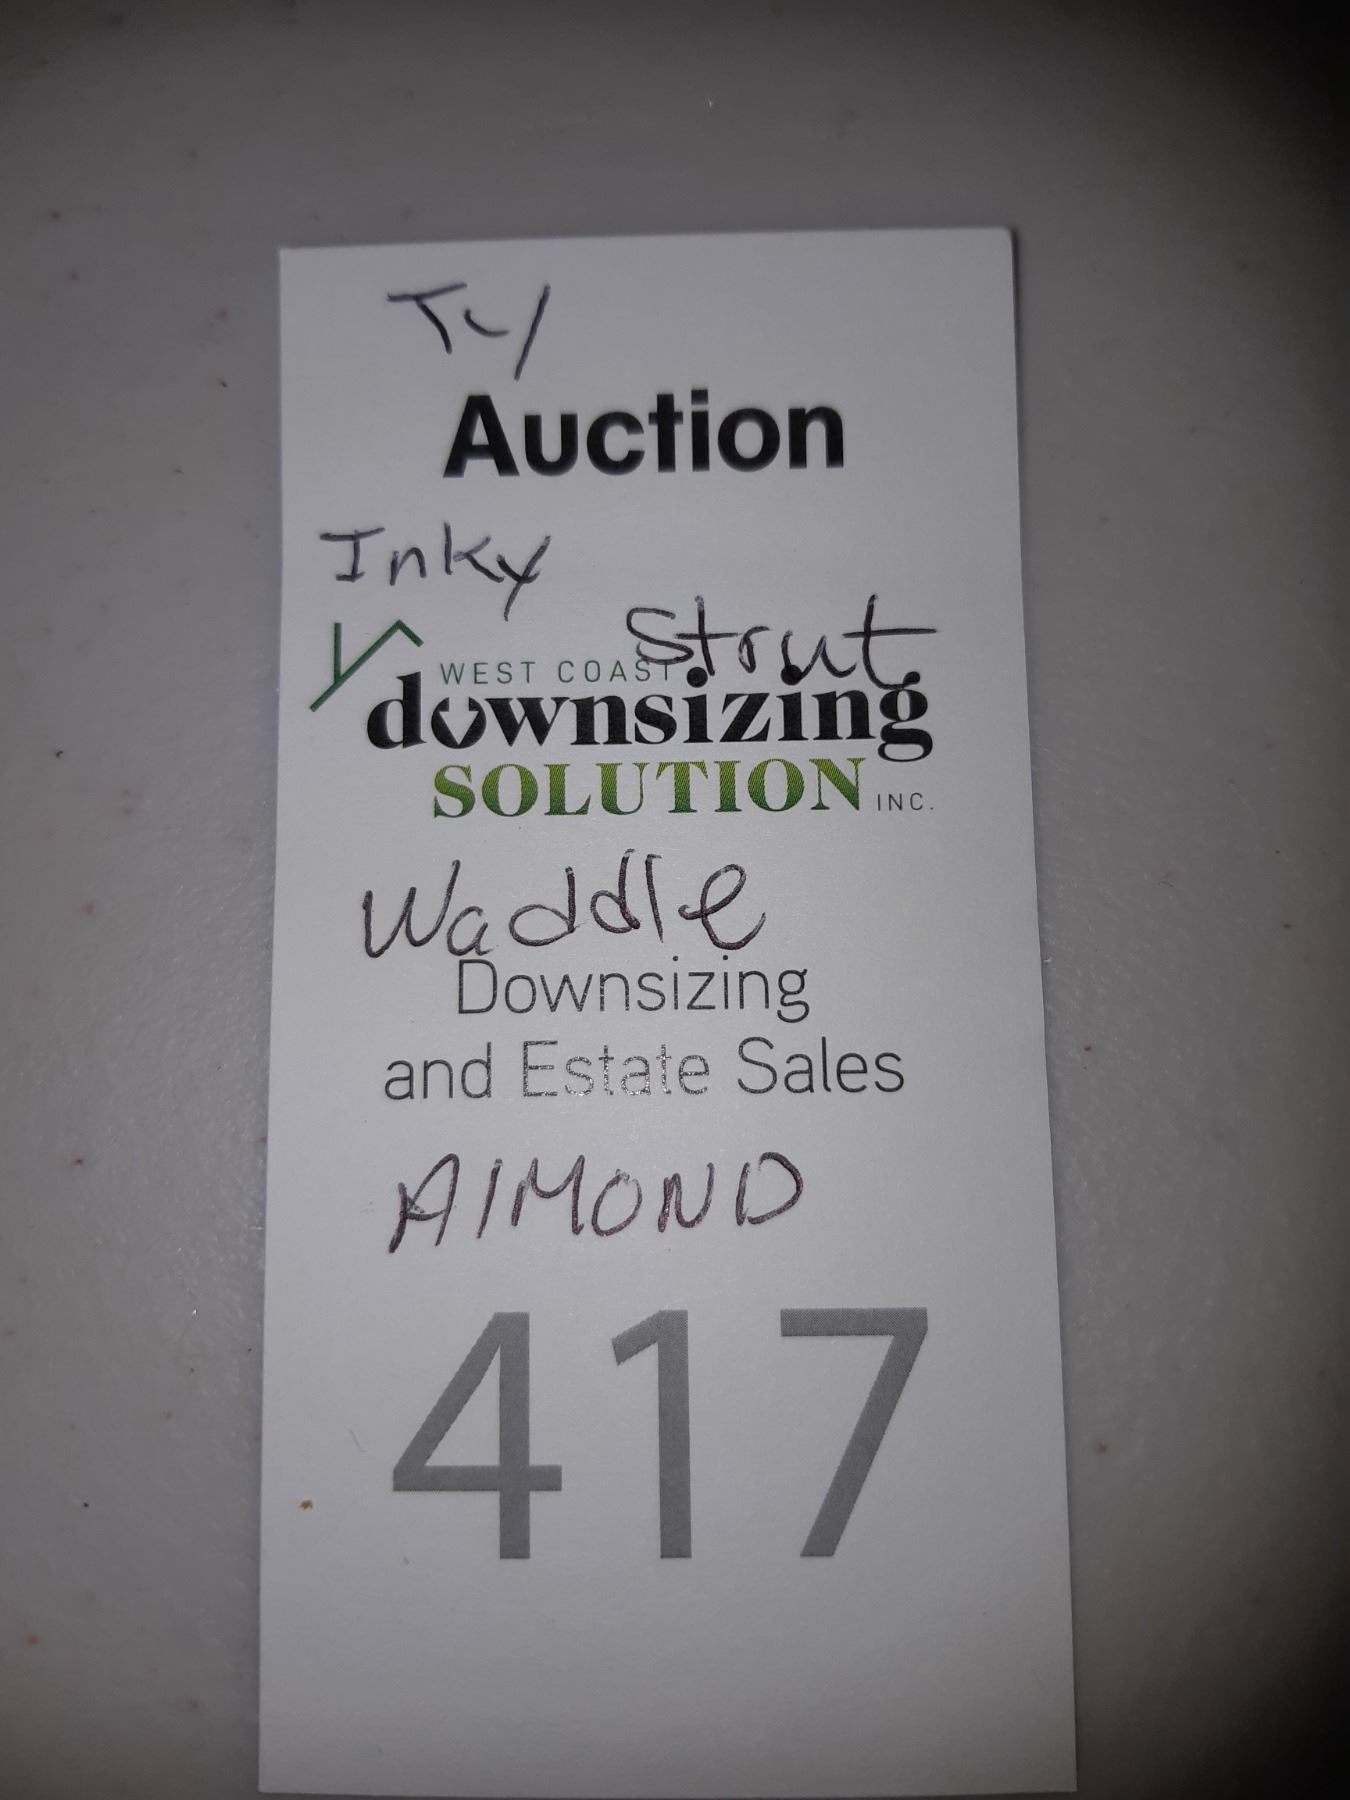 Ty
Auction
Inky
Strut
WEST COAST
downsizing
SOLUTION INC.
Waddle
Downsizing
and Estate Sales
AlMOND
417